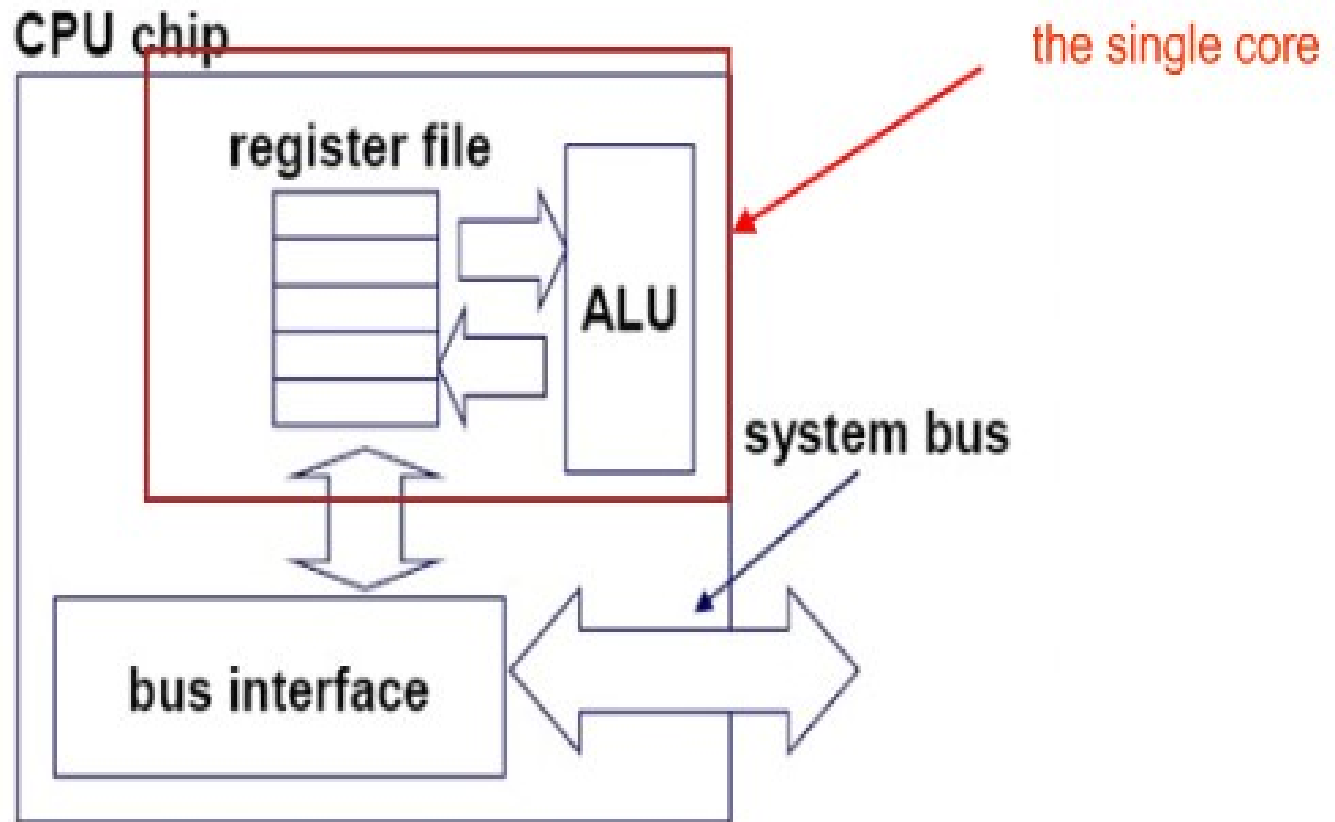 CPU chip
the single core
register file
ALU
system bus
bus interface